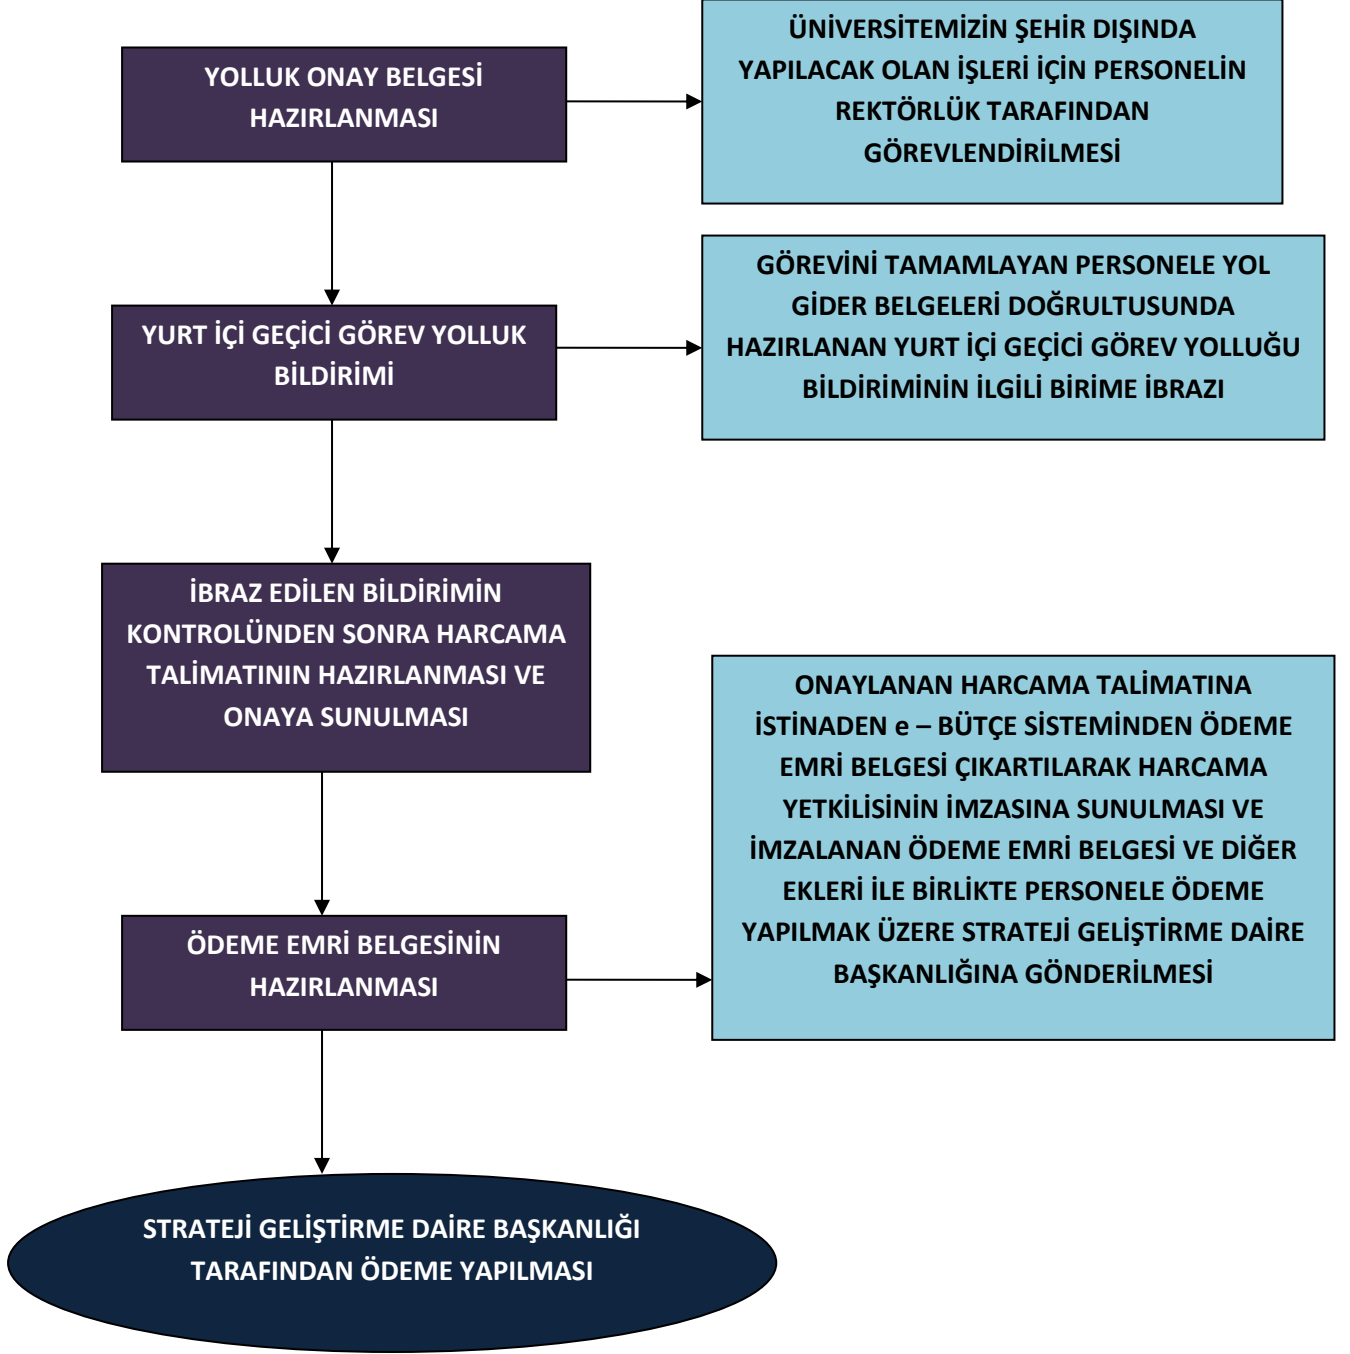 YOLLUK ONAY BELGESİ
HAZIRLANMASI
ÜNİVERSİTEMİZİN ŞEHİR DIŞINDA
YAPILACAK OLAN İŞLERİ İÇİN PERSONELİN
REKTÖRLÜK TARAFINDAN
GÖREVLENDİRİLMESİ
YURT İÇİ GEÇİCİ GÖREV YOLLUK
BİLDİRİMİ
GÖREVİNİ TAMAMLAYAN PERSONELE YOL
GİDER BELGELERİ DOĞRULTUSUNDA
HAZIRLANAN YURT İÇİ GEÇİCİ GÖREV YOLLUĞU
BİLDİRİMİNİN İLGİLİ BİRİME İBRAZI
İBRAZ EDİLEN BİLDİRİMİN
KONTROLÜNDEN SONRA HARCAMA
TALİMATININ HAZIRLANMASI VE
ONAYA SUNULMASI
ÖDEME EMRİ BELGESİNİN
HAZIRLANMASI
ONAYLANAN HARCAMA TALİMATINA
İSTİNADEN e – BÜTÇE SİSTEMİNDEN ÖDEME
EMRİ BELGESİ ÇIKARTILARAK HARCAMA
YETKİLİSİNİN İMZASINA SUNULMASI VE
İMZALANAN ÖDEME EMRİ BELGESİ VE DİĞER
EKLERİ İLE BİRLİKTE PERSONELE ÖDEME
YAPILMAK ÜZERE STRATEJİ GELİŞTİRME DAİRE
BAŞKANLIĞINA GÖNDERİLMESİ
STRATEJİ GELİŞTİRME DAİRE BAŞKANLIĞI
TARAFINDAN ÖDEME YAPILMASI